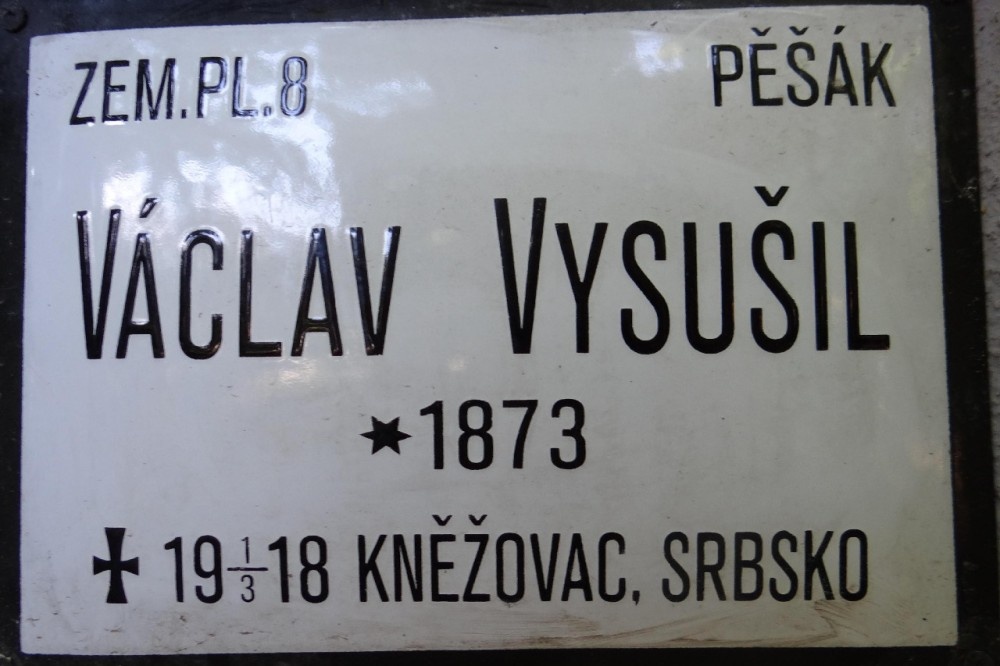 ZEM.PL.8 PĚŠÁK
VÁCLAV VYSUŠIL
✶1873
✠ 19 1/3 18 KNĚŽOVAC, SRBSKO